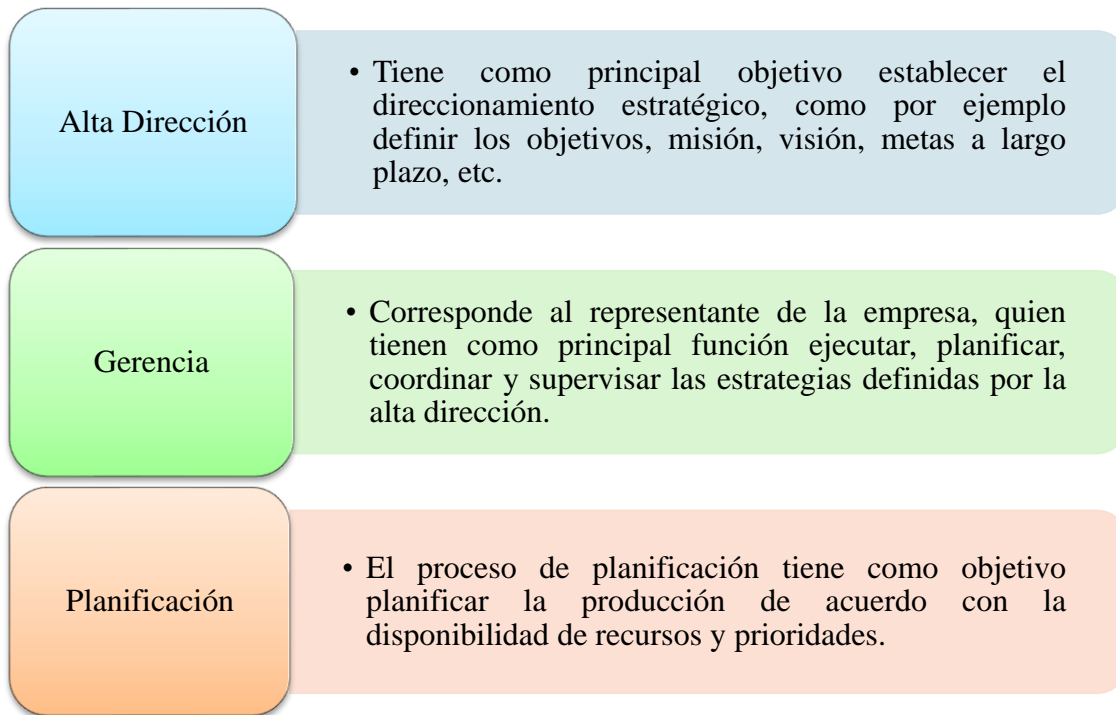 Alta Dirección
• Tiene como principal objetivo establecer el
direccionamiento estratégico, como por ejemplo
definir los objetivos, misión, visión, metas a largo
plazo, etc.
Gerencia
• Corresponde al representante de la empresa, quien
tienen como principal función ejecutar, planificar,
coordinar y supervisar las estrategias definidas por la
alta dirección.
Planificación
• El proceso de planificación tiene como objetivo
planificar la producción de acuerdo con la
disponibilidad de recursos y prioridades.